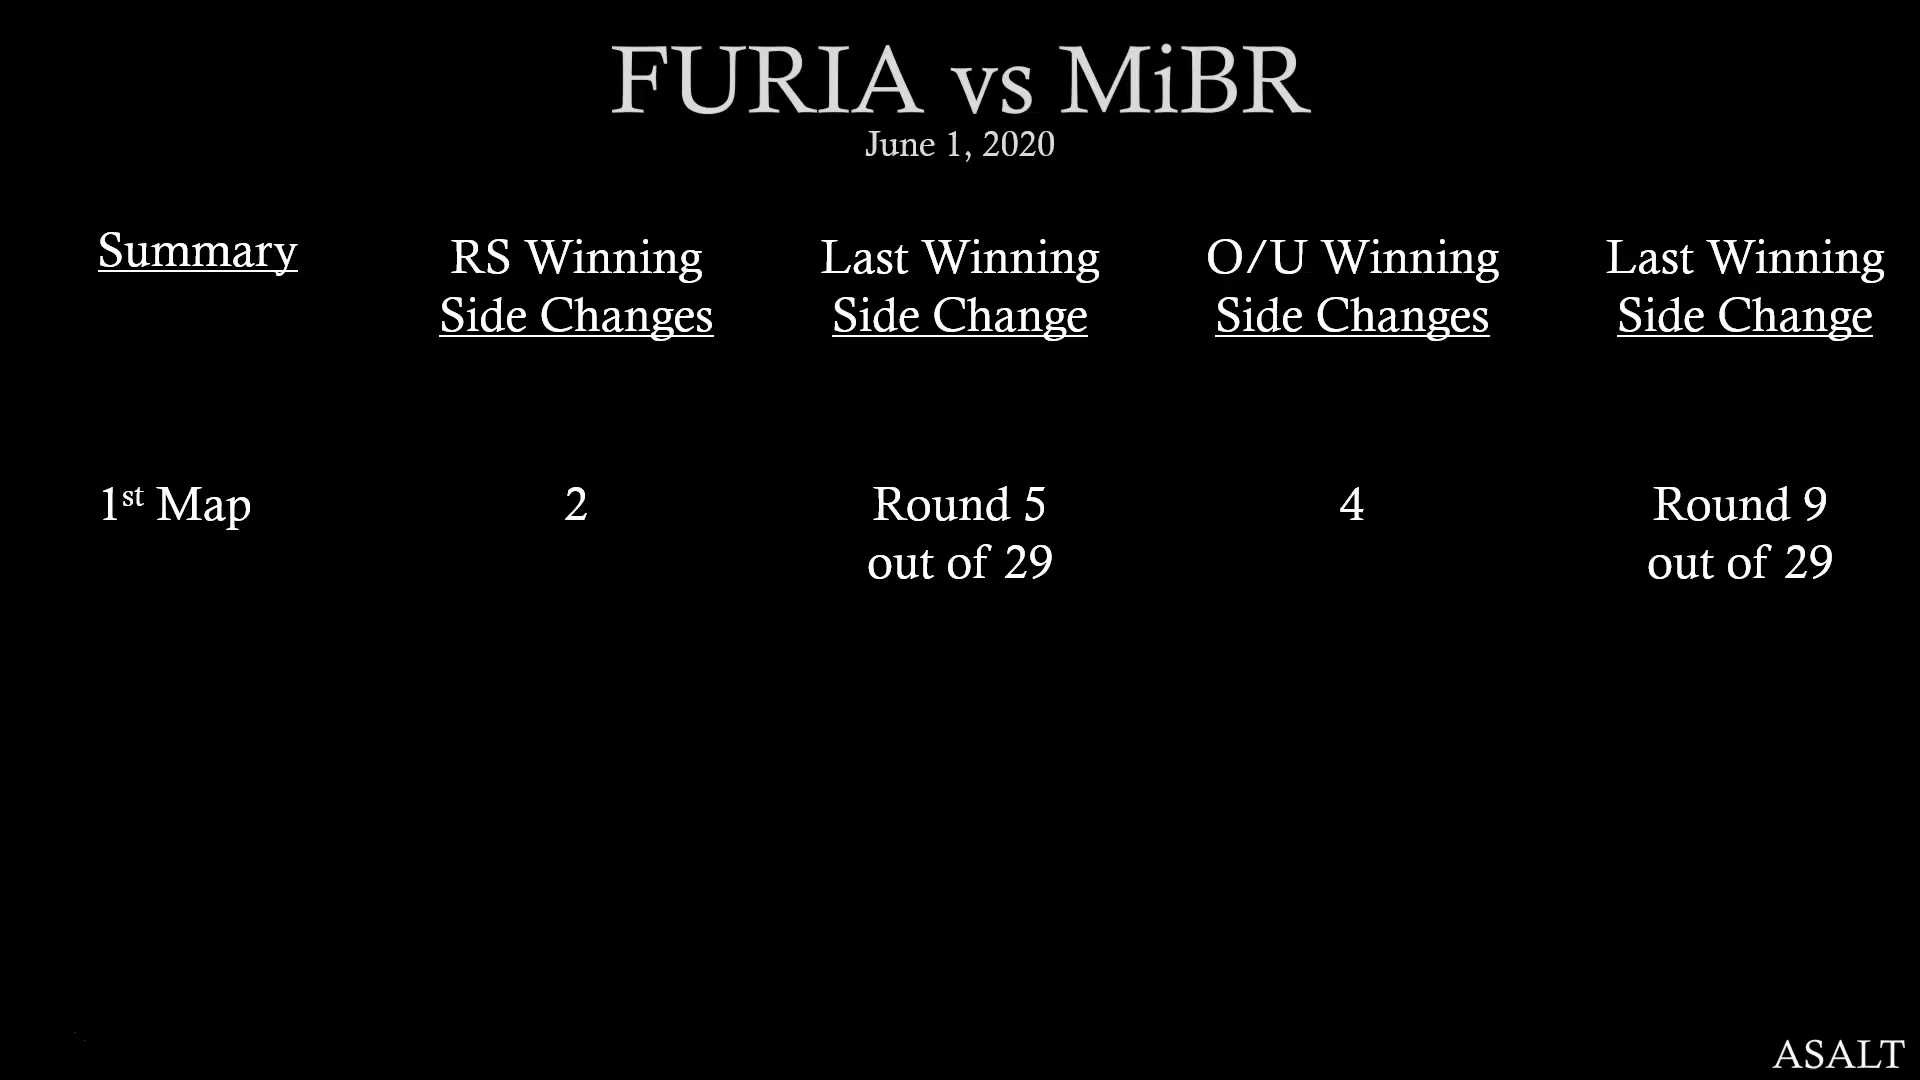 FURIA vs MiBR
June 1, 2020
Summary
RS Winning
Side Changes
Last Winning
Side Change
O/U Winning
Side Changes
Last Winning
Side Change
1st Map
2
Round 5
out of 29
4
Round 9
out of 29
ASALT